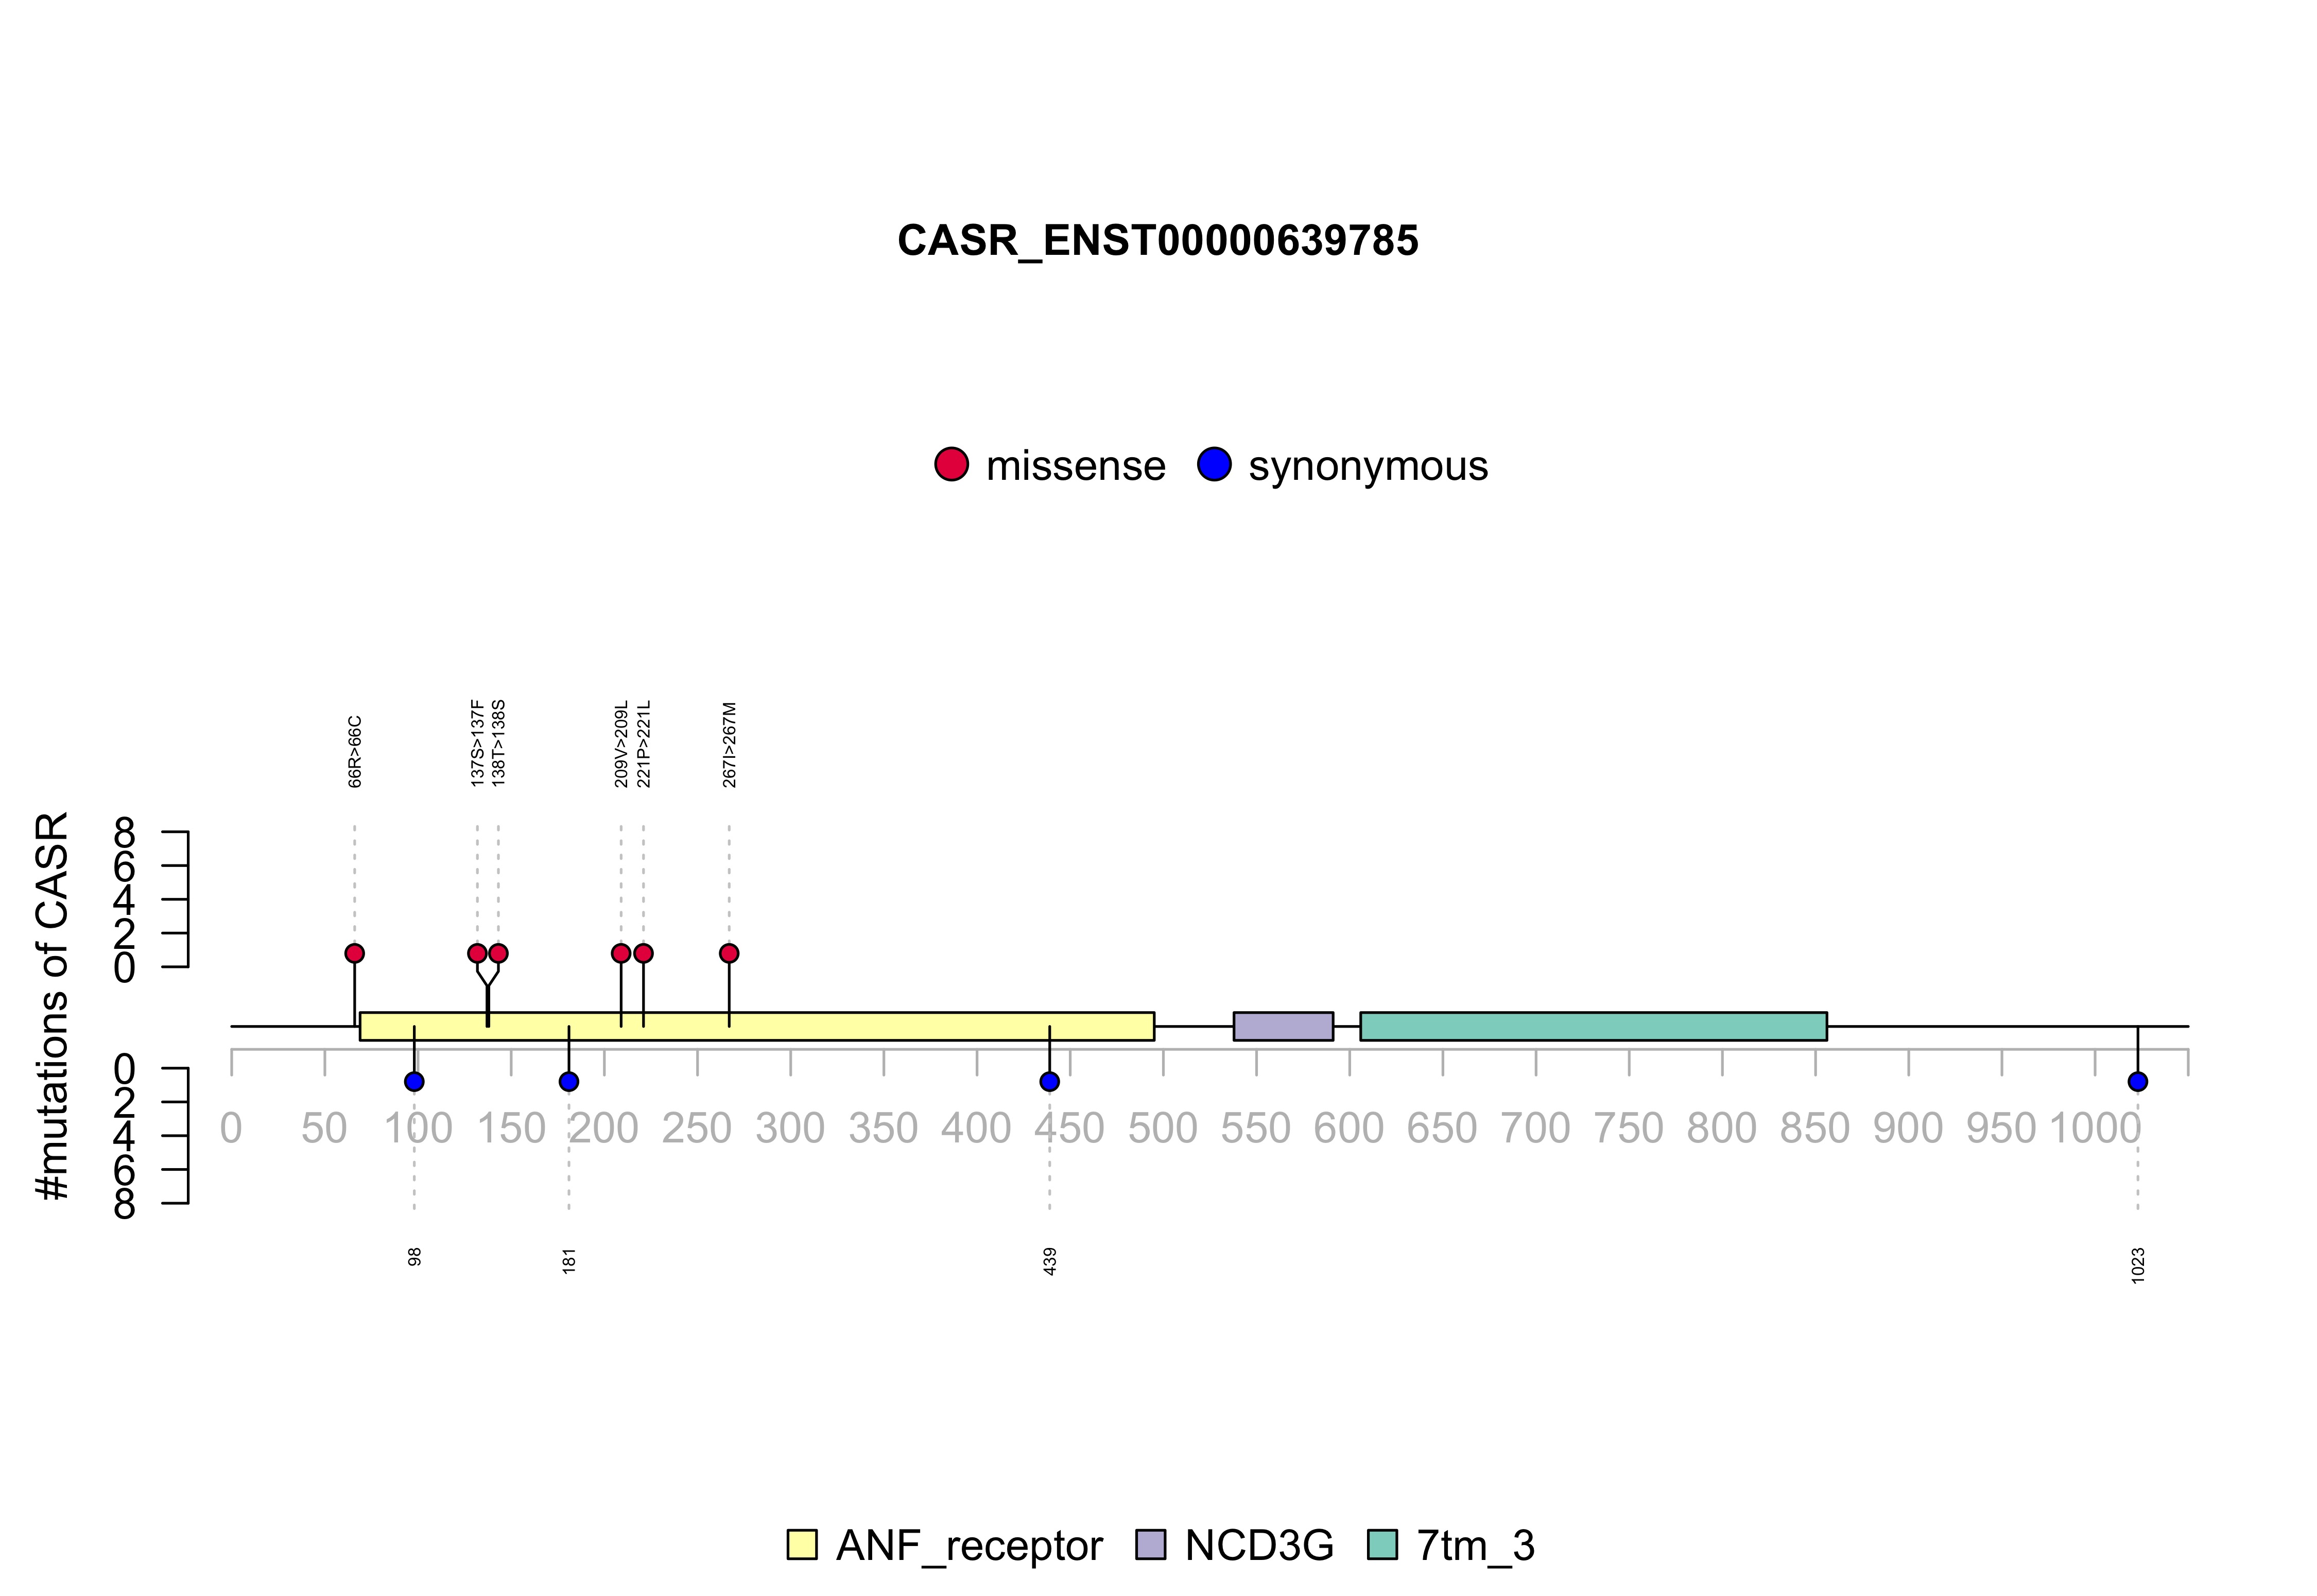 CASR_ENST00000639785
missense synonymous
66R>66C 137S>137F 138T>138S 209V>209L 221P>221L 267I>267M
#mutations of CASR
8
6
4
2
0
0
2
4
6
8
0 50 100 150 200 250 300 350 400 450 500 550 600 650 700 750 800 850 900 950 1000
98 181 439 1023
ANF_receptor NCD3G 7tm_3